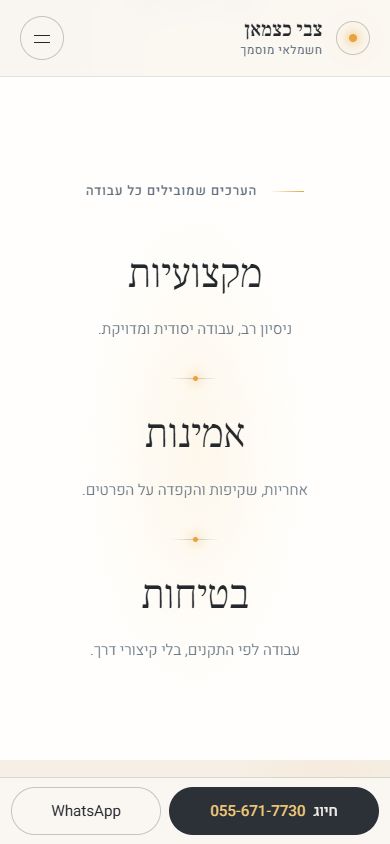 צבי כצמאן
חשמלאי מוסמך
הערכים שמובילים כל עבודה
מקצועיות
ניסיון רב, עבודה יסודית ומדויקת.
אמינות
אחריות, שקיפות והקפדה על הפרטים.
בטיחות
עבודה לפי התקנים, בלי קיצורי דרך.
חיוג 055-671-7730
WhatsApp